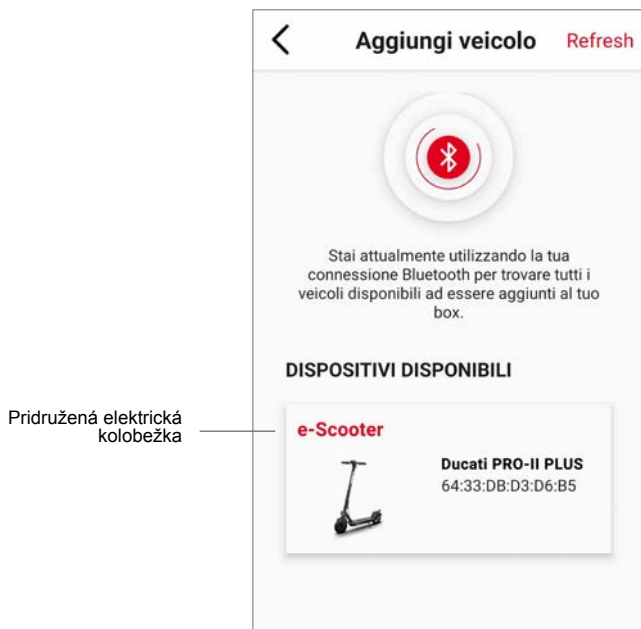 Aggiungi veicolo
Refresh
Stai attualmente utilizzando la tua
connessione Bluetooth per trovare tutti i
veicoli disponibili ad essere aggiunti al tuo
box.
DISPOSITIVI DISPONIBILI
Pridružená elektrická
kolobežka
e-Scooter
Ducati PRO-II PLUS
64:33:DB:D3:D6:B5